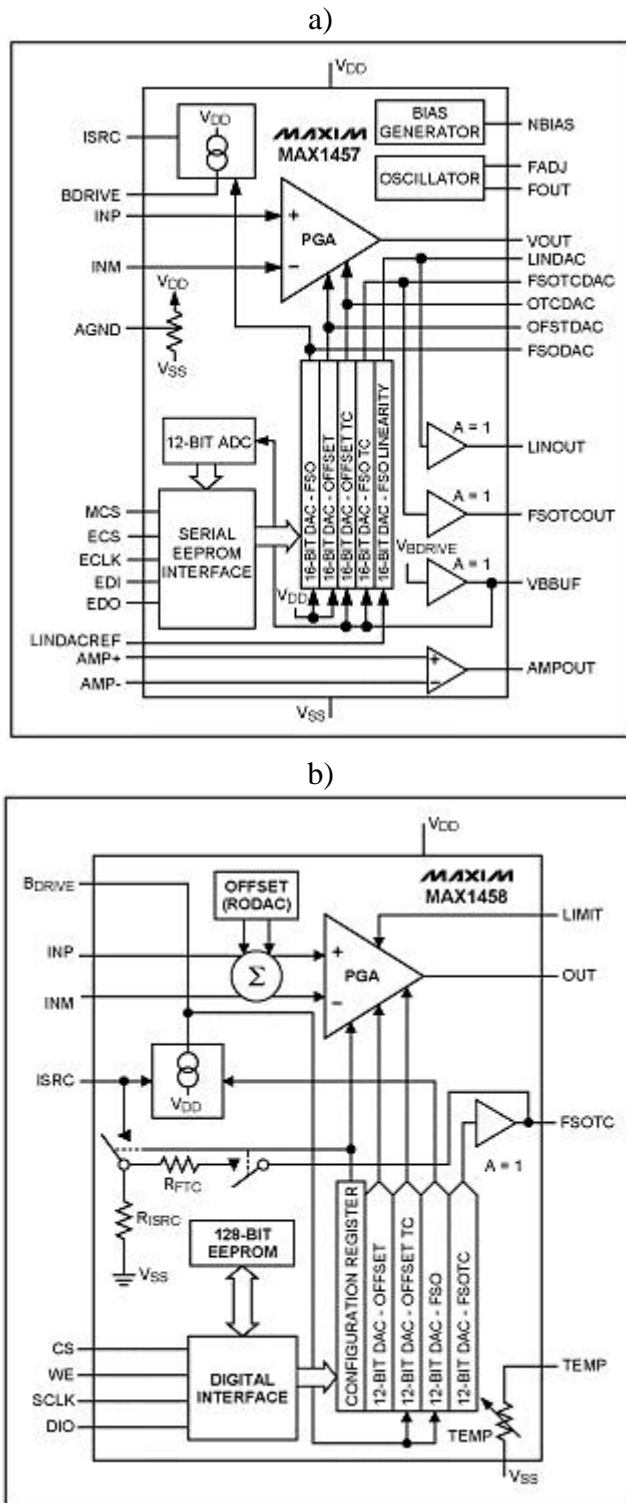 a)
VDD
ISRC
VDD
MAXIM
MAX1457
BIAS
GENERATOR
NBIAS
OSCILLATOR
FADJ
FOUT
BDRIVE
INP
+
PGA
VOUT
INM
−
LINDAC
FSOTCDAC
VDD
OTCDAC
AGND
OFSTDAC
VSS
FSODAC
12-BIT ADC
16-BIT DAC - FSO
16-BIT DAC - OFFSET
16-BIT DAC - OFFSET TC
16-BIT DAC - FSO TC
16-BIT DAC - FSO LINEARITY
A = 1
LINOUT
MCS
ECS
ECLK
EDI
EDO
SERIAL
EEPROM
INTERFACE
A = 1
FSOTCOUT
VBDRIVE
A = 1
VBBUF
VDD
LINDACREF
AMP+
+
AMP-
−
AMPOUT
VSS
b)
VDD
BDRIVE
OFFSET
(RODAC)
MAXIM
MAX1458
LIMIT
INP
+
Σ
PGA
OUT
INM
−
ISRC
VDD
FSOTC
A = 1
RFTC
RISRC
VSS
128-BIT
EEPROM
CONFIGURATION REGISTER
12-BIT DAC - OFFSET
12-BIT DAC - OFFSET TC
12-BIT DAC - FSO
12-BIT DAC - FSOTC
CS
WE
SCLK
DIO
DIGITAL
INTERFACE
TEMP
TEMP
VSS